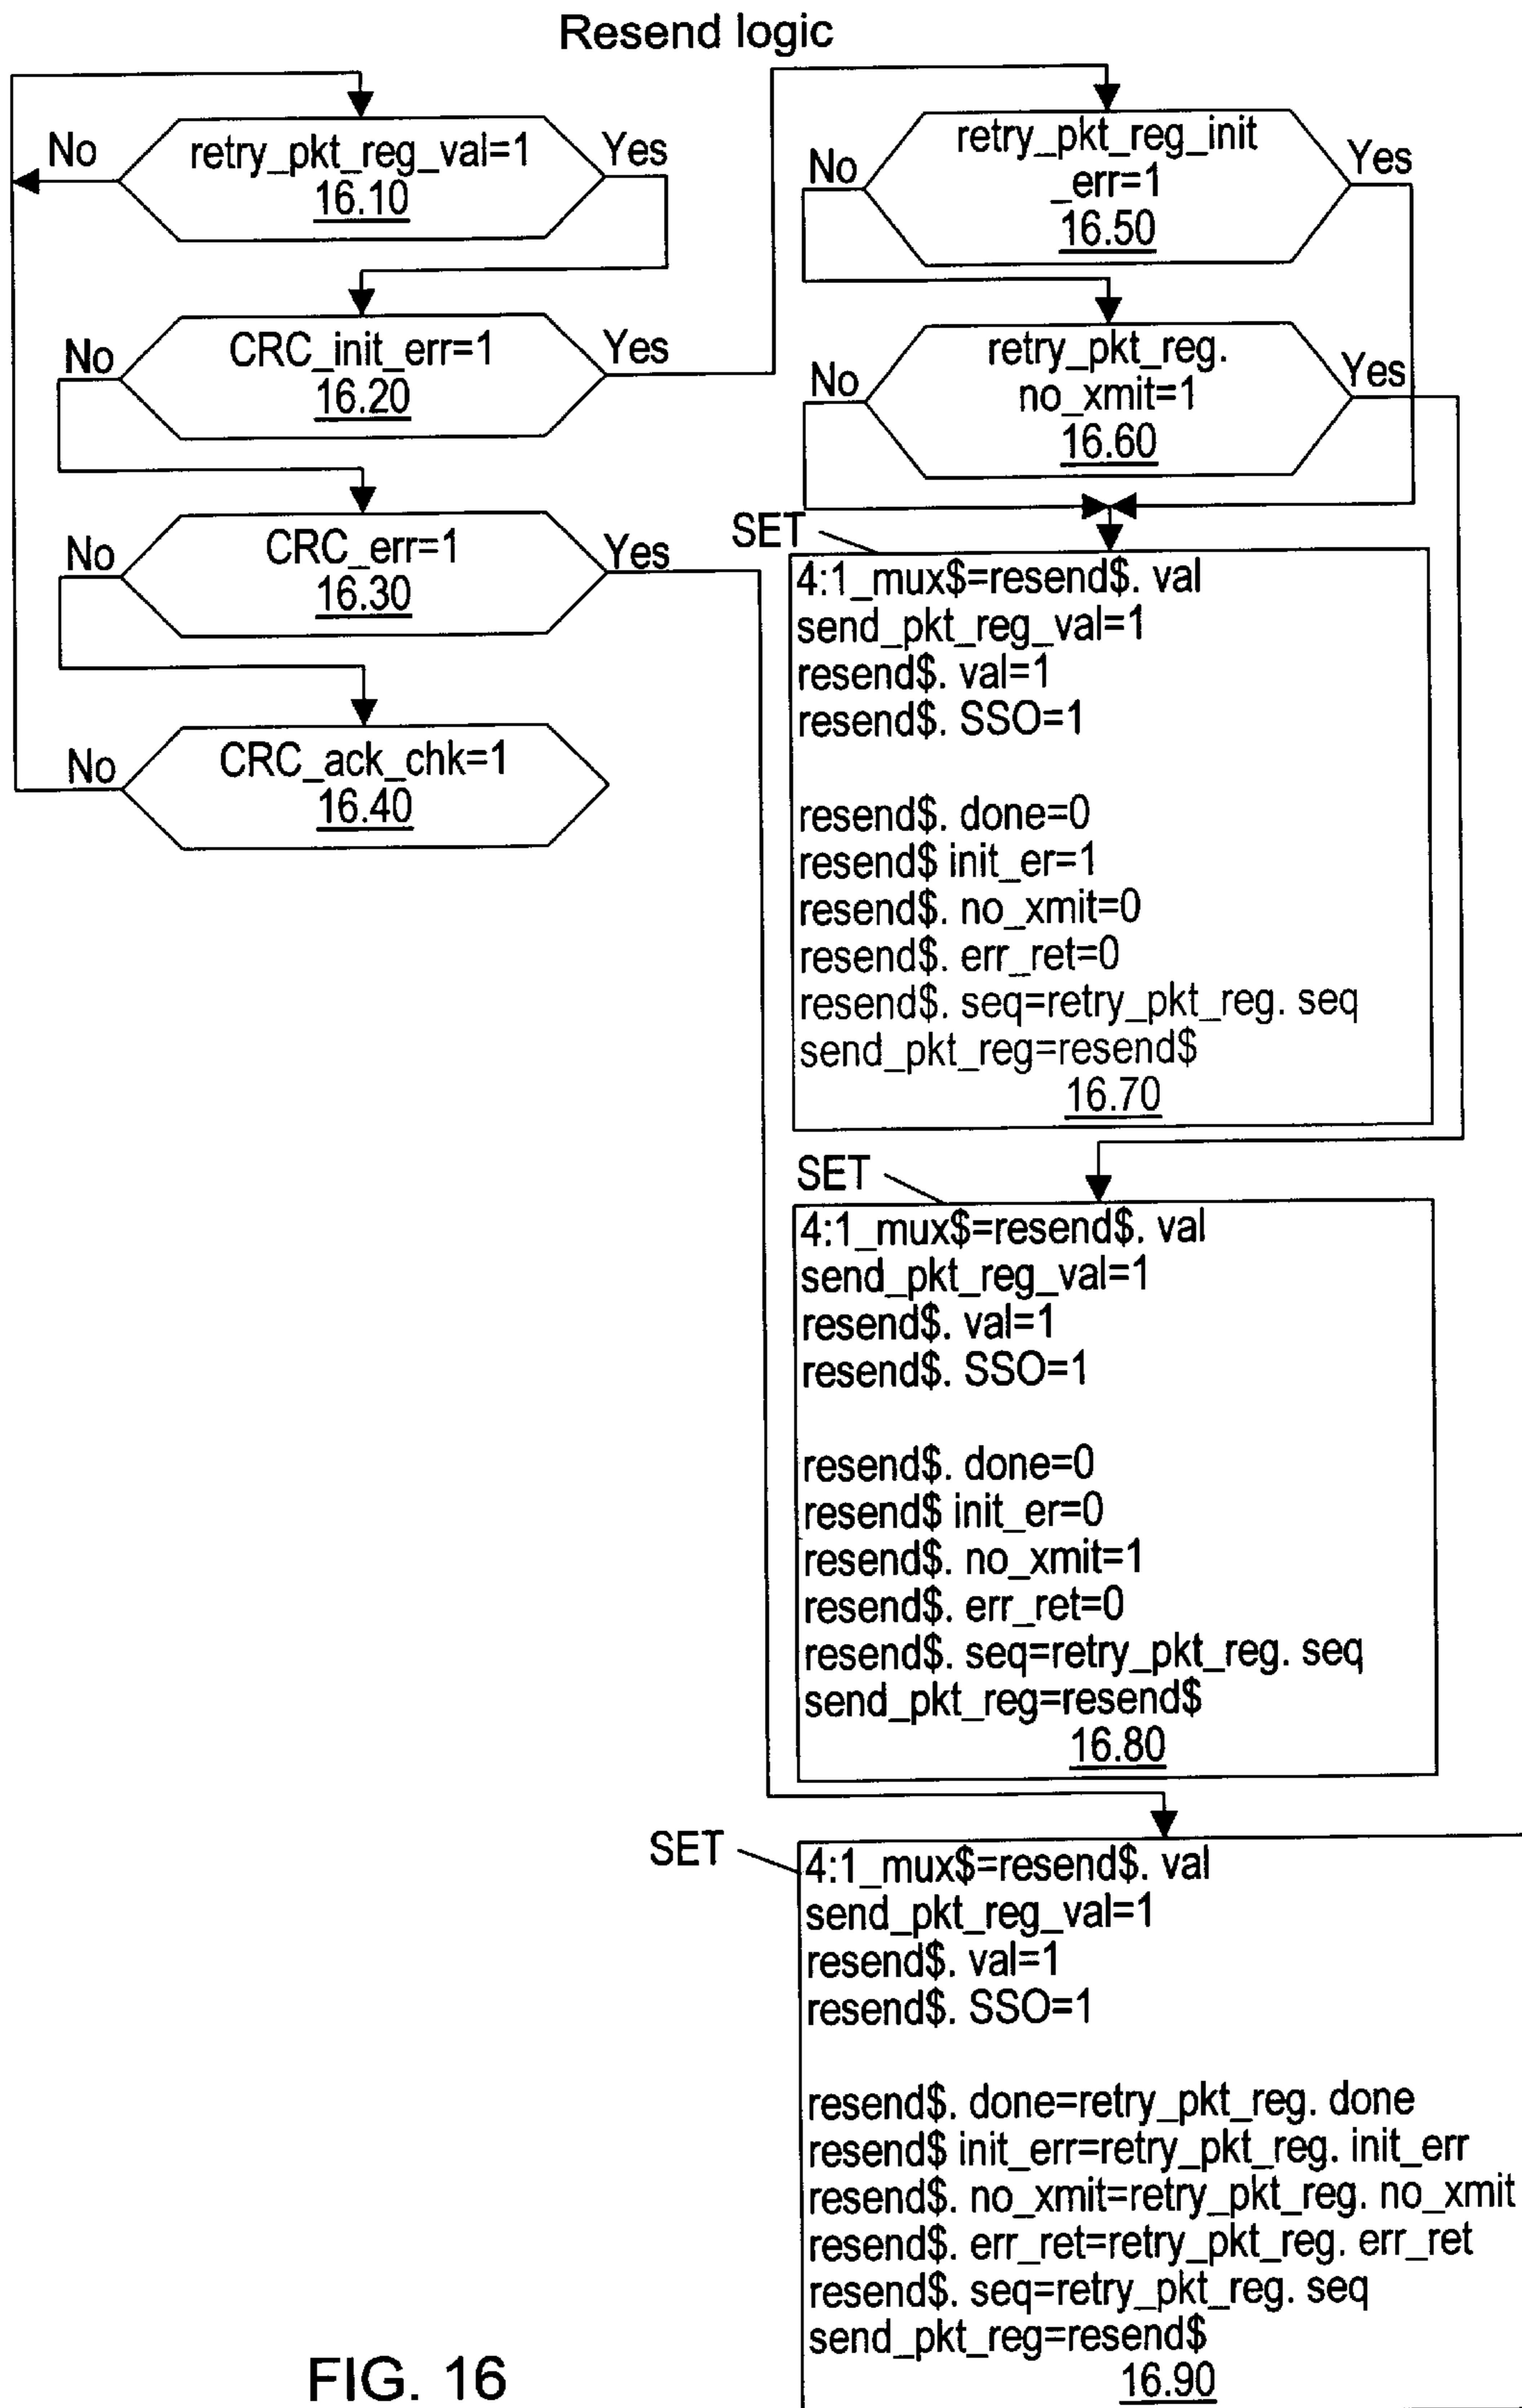 Resend logic
No
retry_pkt_reg_val=1
Yes
16.10
No
CRC_init_err=1
Yes
16.20
No
CRC_err=1
Yes
16.30
No
CRC_ack_chk=1
16.40
No
retry_pkt_reg_init
_err=1
Yes
16.50
No
retry_pkt_reg.
no_xmit=1
Yes
16.60
SET
4:1_mux$=resend$. val
send_pkt_reg_val=1
resend$. val=1
resend$. SSO=1
resend$. done=0
resend$ init_er=1
resend$. no_xmit=0
resend$. err_ret=0
resend$. seq=retry_pkt_reg. seq
send_pkt_reg=resend$
16.70
SET
4:1_mux$=resend$. val
send_pkt_reg_val=1
resend$. val=1
resend$. SSO=1
resend$. done=0
resend$ init_er=0
resend$. no_xmit=1
resend$. err_ret=0
resend$. seq=retry_pkt_reg. seq
send_pkt_reg=resend$
16.80
SET
4:1_mux$=resend$. val
send_pkt_reg_val=1
resend$. val=1
resend$. SSO=1
resend$. done=retry_pkt_reg. done
resend$ init_err=retry_pkt_reg. init_err
resend$. no_xmit=retry_pkt_reg. no_xmit
resend$. err_ret=retry_pkt_reg. err_ret
resend$. seq=retry_pkt_reg. seq
send_pkt_reg=resend$
16.90
FIG. 16